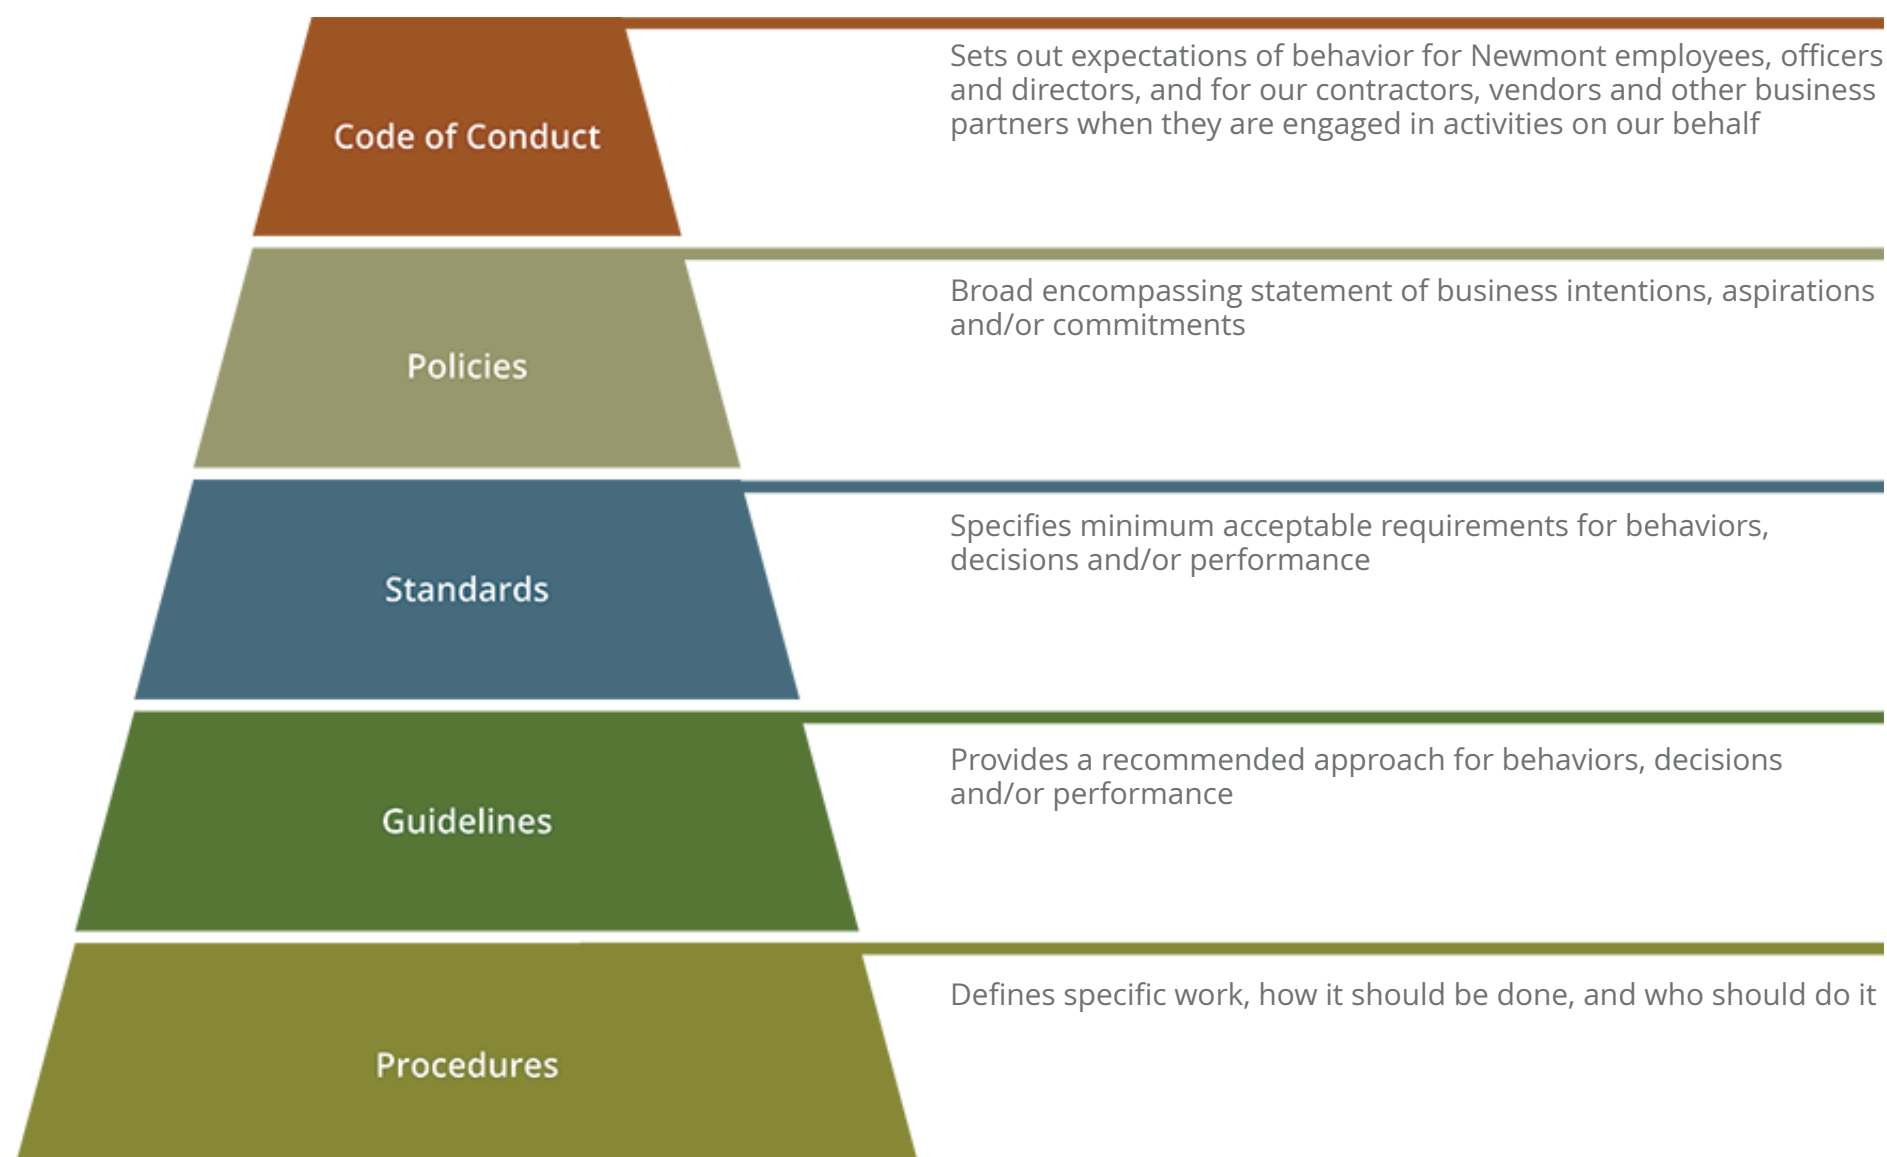 Code of Conduct
Sets out expectations of behavior for Newmont employees, officers
and directors, and for our contractors, vendors and other business
partners when they are engaged in activities on our behalf
Policies
Broad encompassing statement of business intentions, aspirations
and/or commitments
Standards
Specifies minimum acceptable requirements for behaviors,
decisions and/or performance
Guidelines
Provides a recommended approach for behaviors, decisions
and/or performance
Procedures
Defines specific work, how it should be done, and who should do it